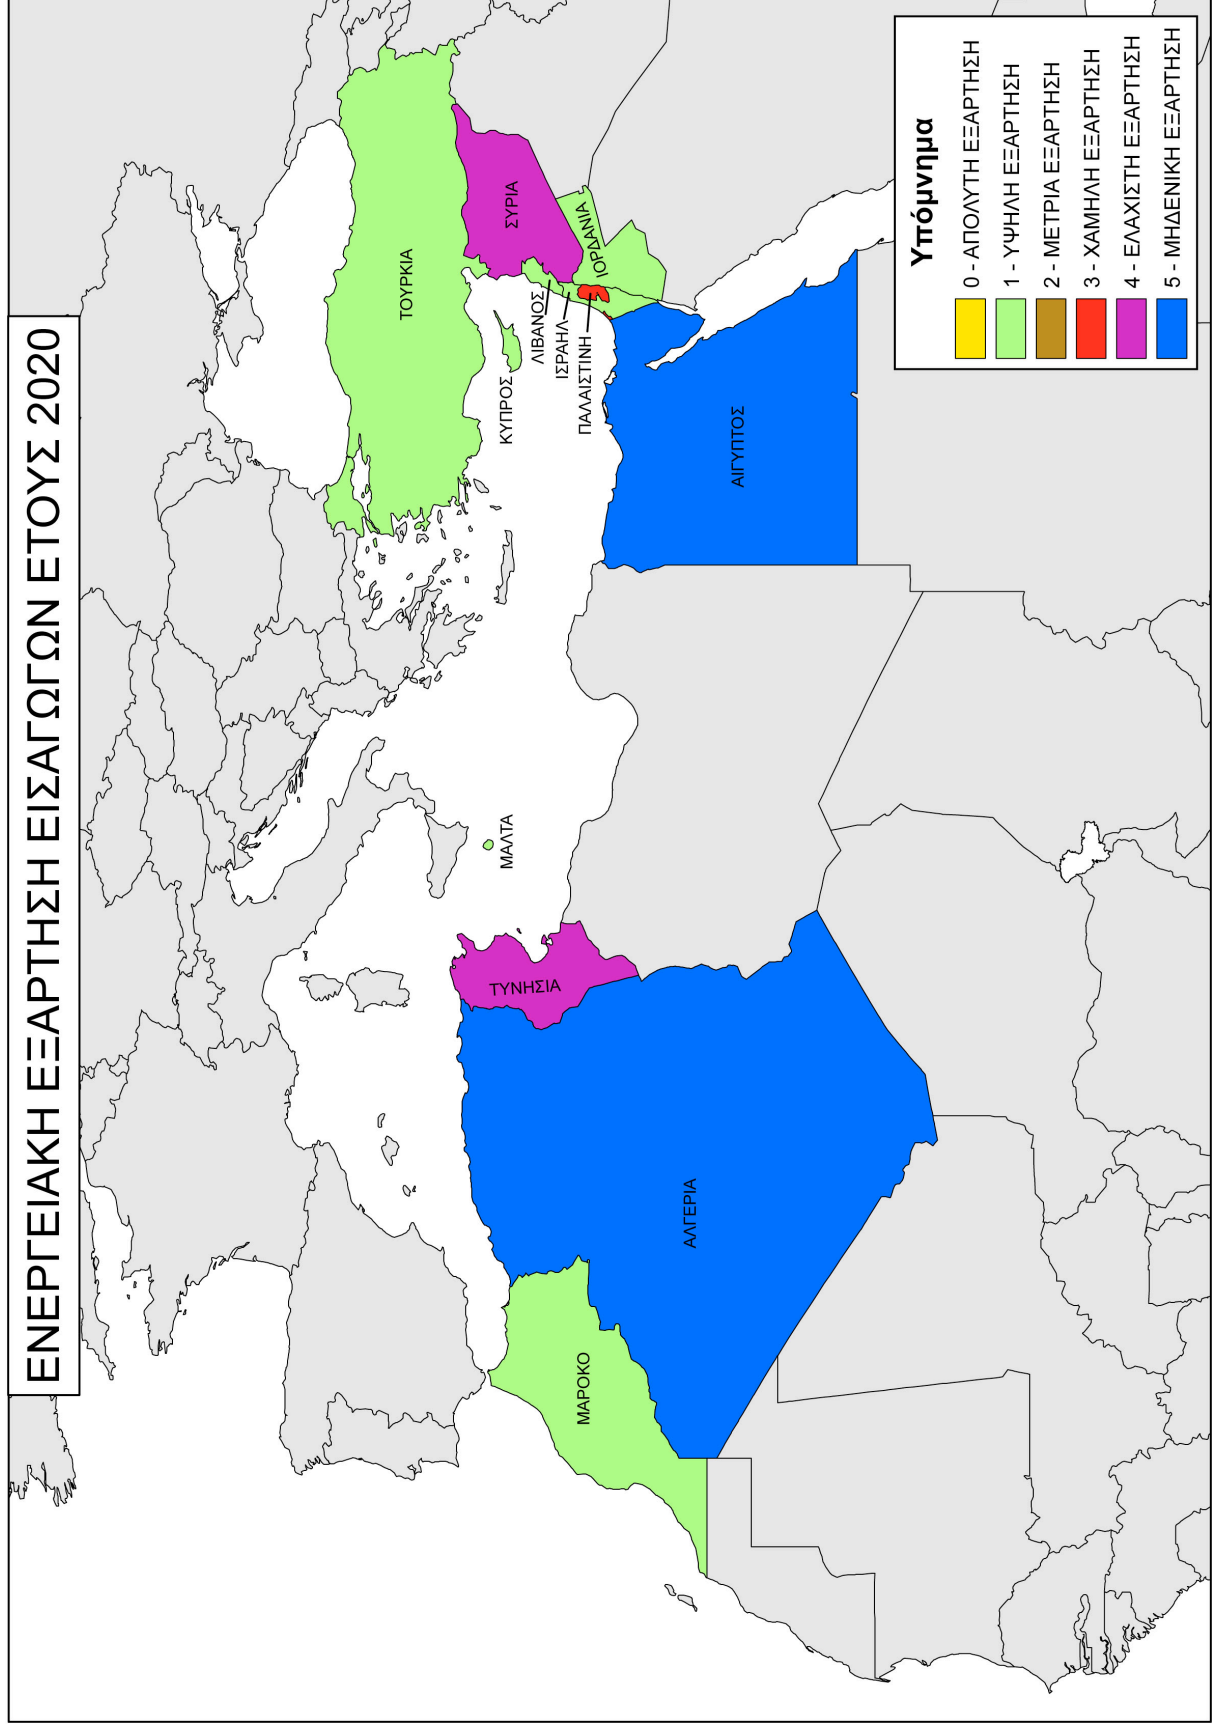 ΕΝΕΡΓΕΙΑΚΗ ΕΞΑΡΤΗΣΗ ΕΙΣΑΓΩΓΩΝ ΕΤΟΥΣ 2020
ΤΟΥΡΚΙΑ
ΣΥΡΙΑ
ΚΥΠΡΟΣ
ΛΙΒΑΝΟΣ
ΙΣΡΑΗΛ
ΠΑΛΑΙΣΤΙΝΗ
ΙΟΡΔΑΝΙΑ
ΜΑΛΤΑ
ΤΥΝΗΣΙΑ
ΜΑΡΟΚΟ
ΑΛΓΕΡΙΑ
ΑΙΓΥΠΤΟΣ
Υπόμνημα
0 - ΑΠΟΛΥΤΗ ΕΞΑΡΤΗΣΗ
1 - ΥΨΗΛΗ ΕΞΑΡΤΗΣΗ
2 - ΜΕΤΡΙΑ ΕΞΑΡΤΗΣΗ
3 - ΧΑΜΗΛΗ ΕΞΑΡΤΗΣΗ
4 - ΕΛΑΧΙΣΤΗ ΕΞΑΡΤΗΣΗ
5 - ΜΗΔΕΝΙΚΗ ΕΞΑΡΤΗΣΗ